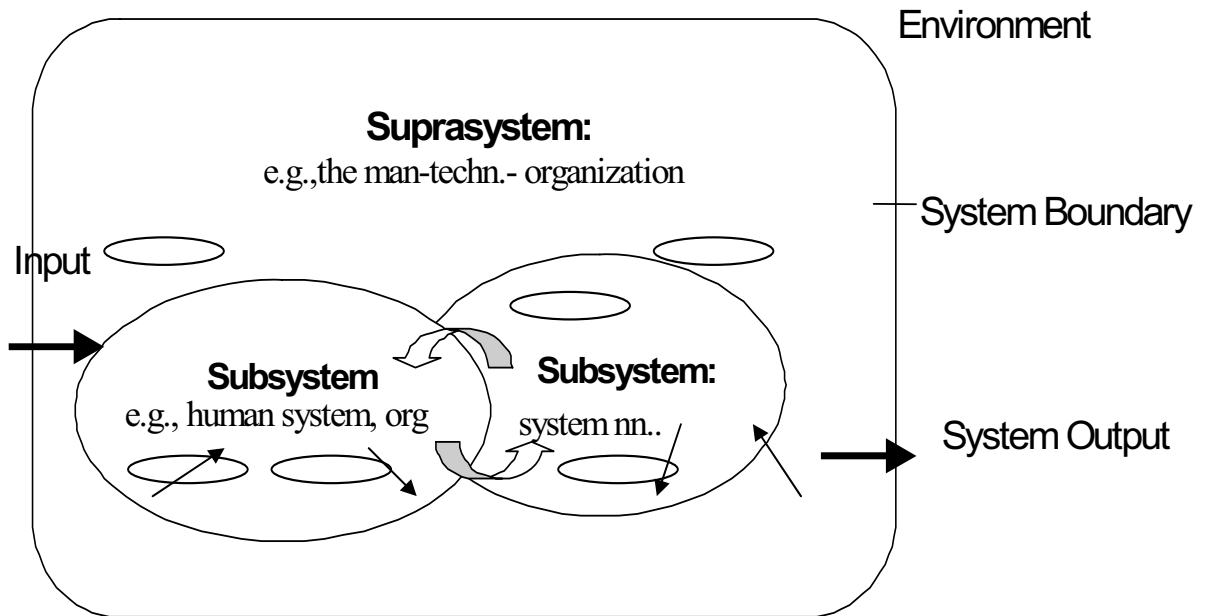 Environment
Suprasystem:
e.g.,the man-techn.- organization
System Boundary
Input
Subsystem
e.g., human system, org
Subsystem:
system nn..
System Output